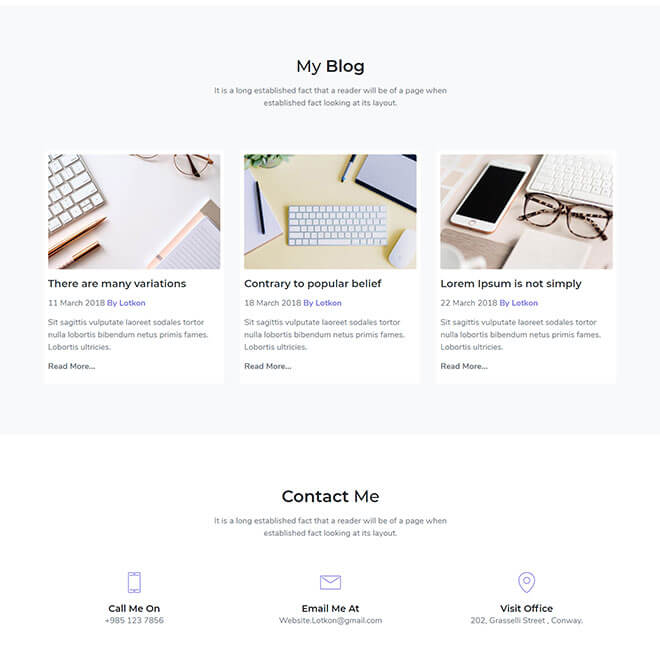 My Blog
It is a long established fact that a reader will be of a page when
established fact looking at its layout.
There are many variations
11 March 2018 By Lotkon
Sit sagittis vulputate laoreet sodales tortor
nulla lobortis bibendum netus primis fames.
Lobortis ultricies.
Read More...
Contrary to popular belief
18 March 2018 By Lotkon
Sit sagittis vulputate laoreet sodales tortor
nulla lobortis bibendum netus primis fames.
Lobortis ultricies.
Read More...
Lorem Ipsum is not simply
22 March 2018 By Lotkon
Sit sagittis vulputate laoreet sodales tortor
nulla lobortis bibendum netus primis fames.
Lobortis ultricies.
Read More...
Contact Me
It is a long established fact that a reader will be of a page when
established fact looking at its layout.
Call Me On
+985 123 7856
Email Me At
Website.Lotkon@gmail.com
Visit Office
202, Grasselli Street , Conway.